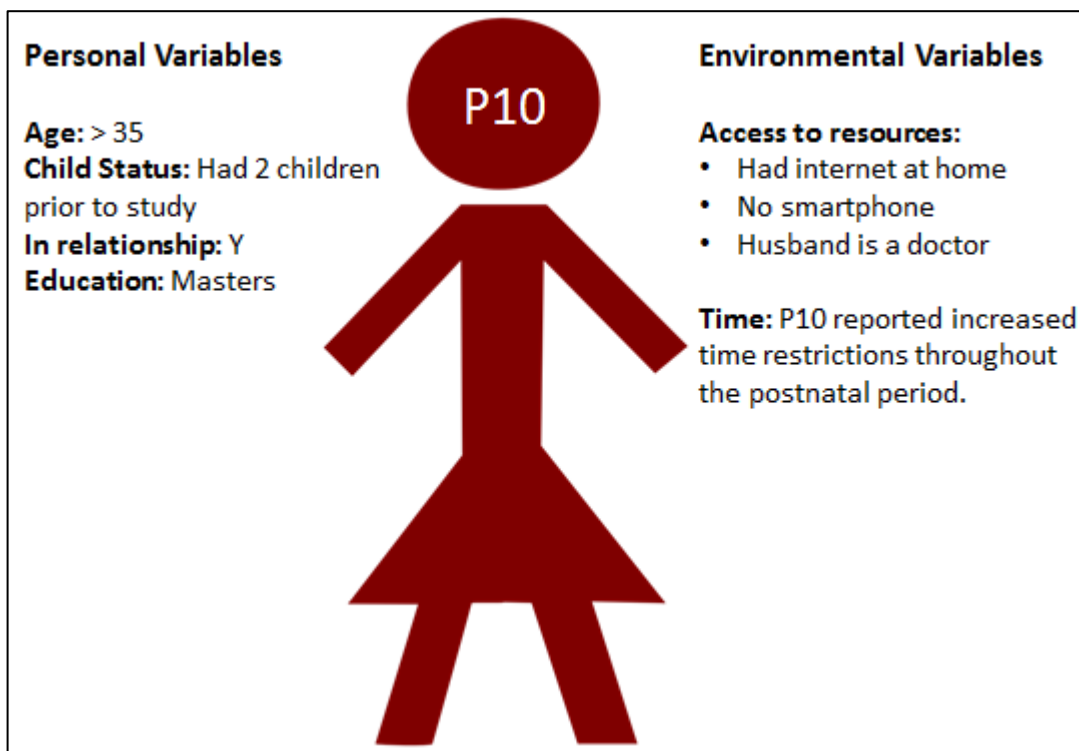 Personal Variables
Age: > 35
Child Status: Had 2 children
prior to study
In relationship: Y
Education: Masters
P10
Environmental Variables
Access to resources:
• Had internet at home
• No smartphone
• Husband is a doctor
Time: P10 reported increased
time restrictions throughout
the postnatal period.